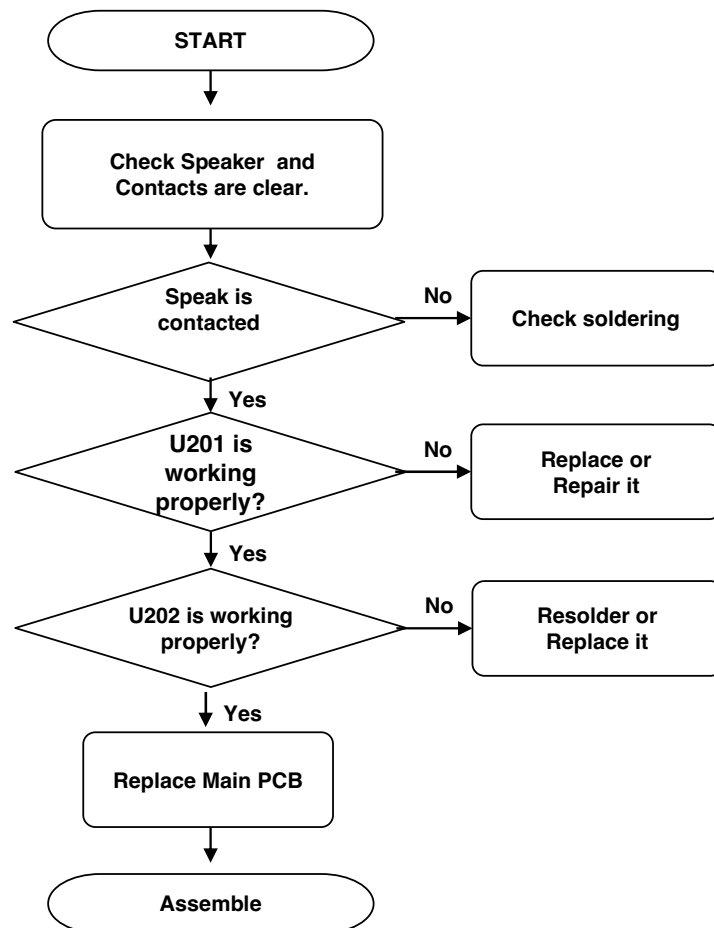 START
Check Speaker and
Contacts are clear.
Speak is
contacted
No
Check soldering
Yes
U201 is
working
properly?
No
Replace or
Repair it
Yes
U202 is working
properly?
No
Resolder or
Replace it
Yes
Replace Main PCB
Assemble